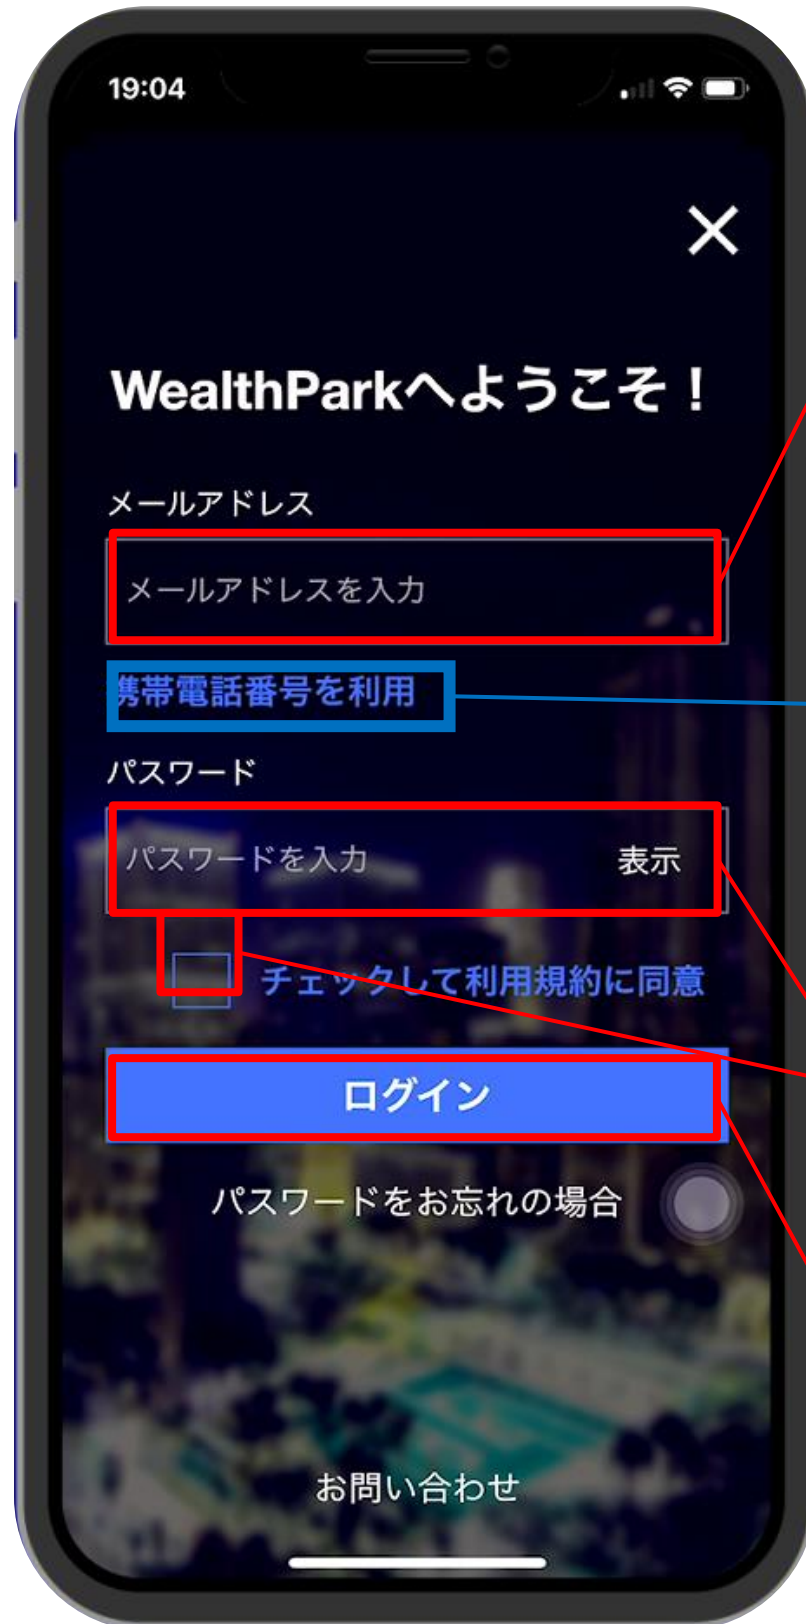 19:04
WealthParkへようこそ！
メールアドレス
メールアドレスを入力
携帯電話番号を利用
パスワード
パスワードを入力 表示
チェックして利用規約に同意
ログイン
パスワードをお忘れの場合
お問い合わせ